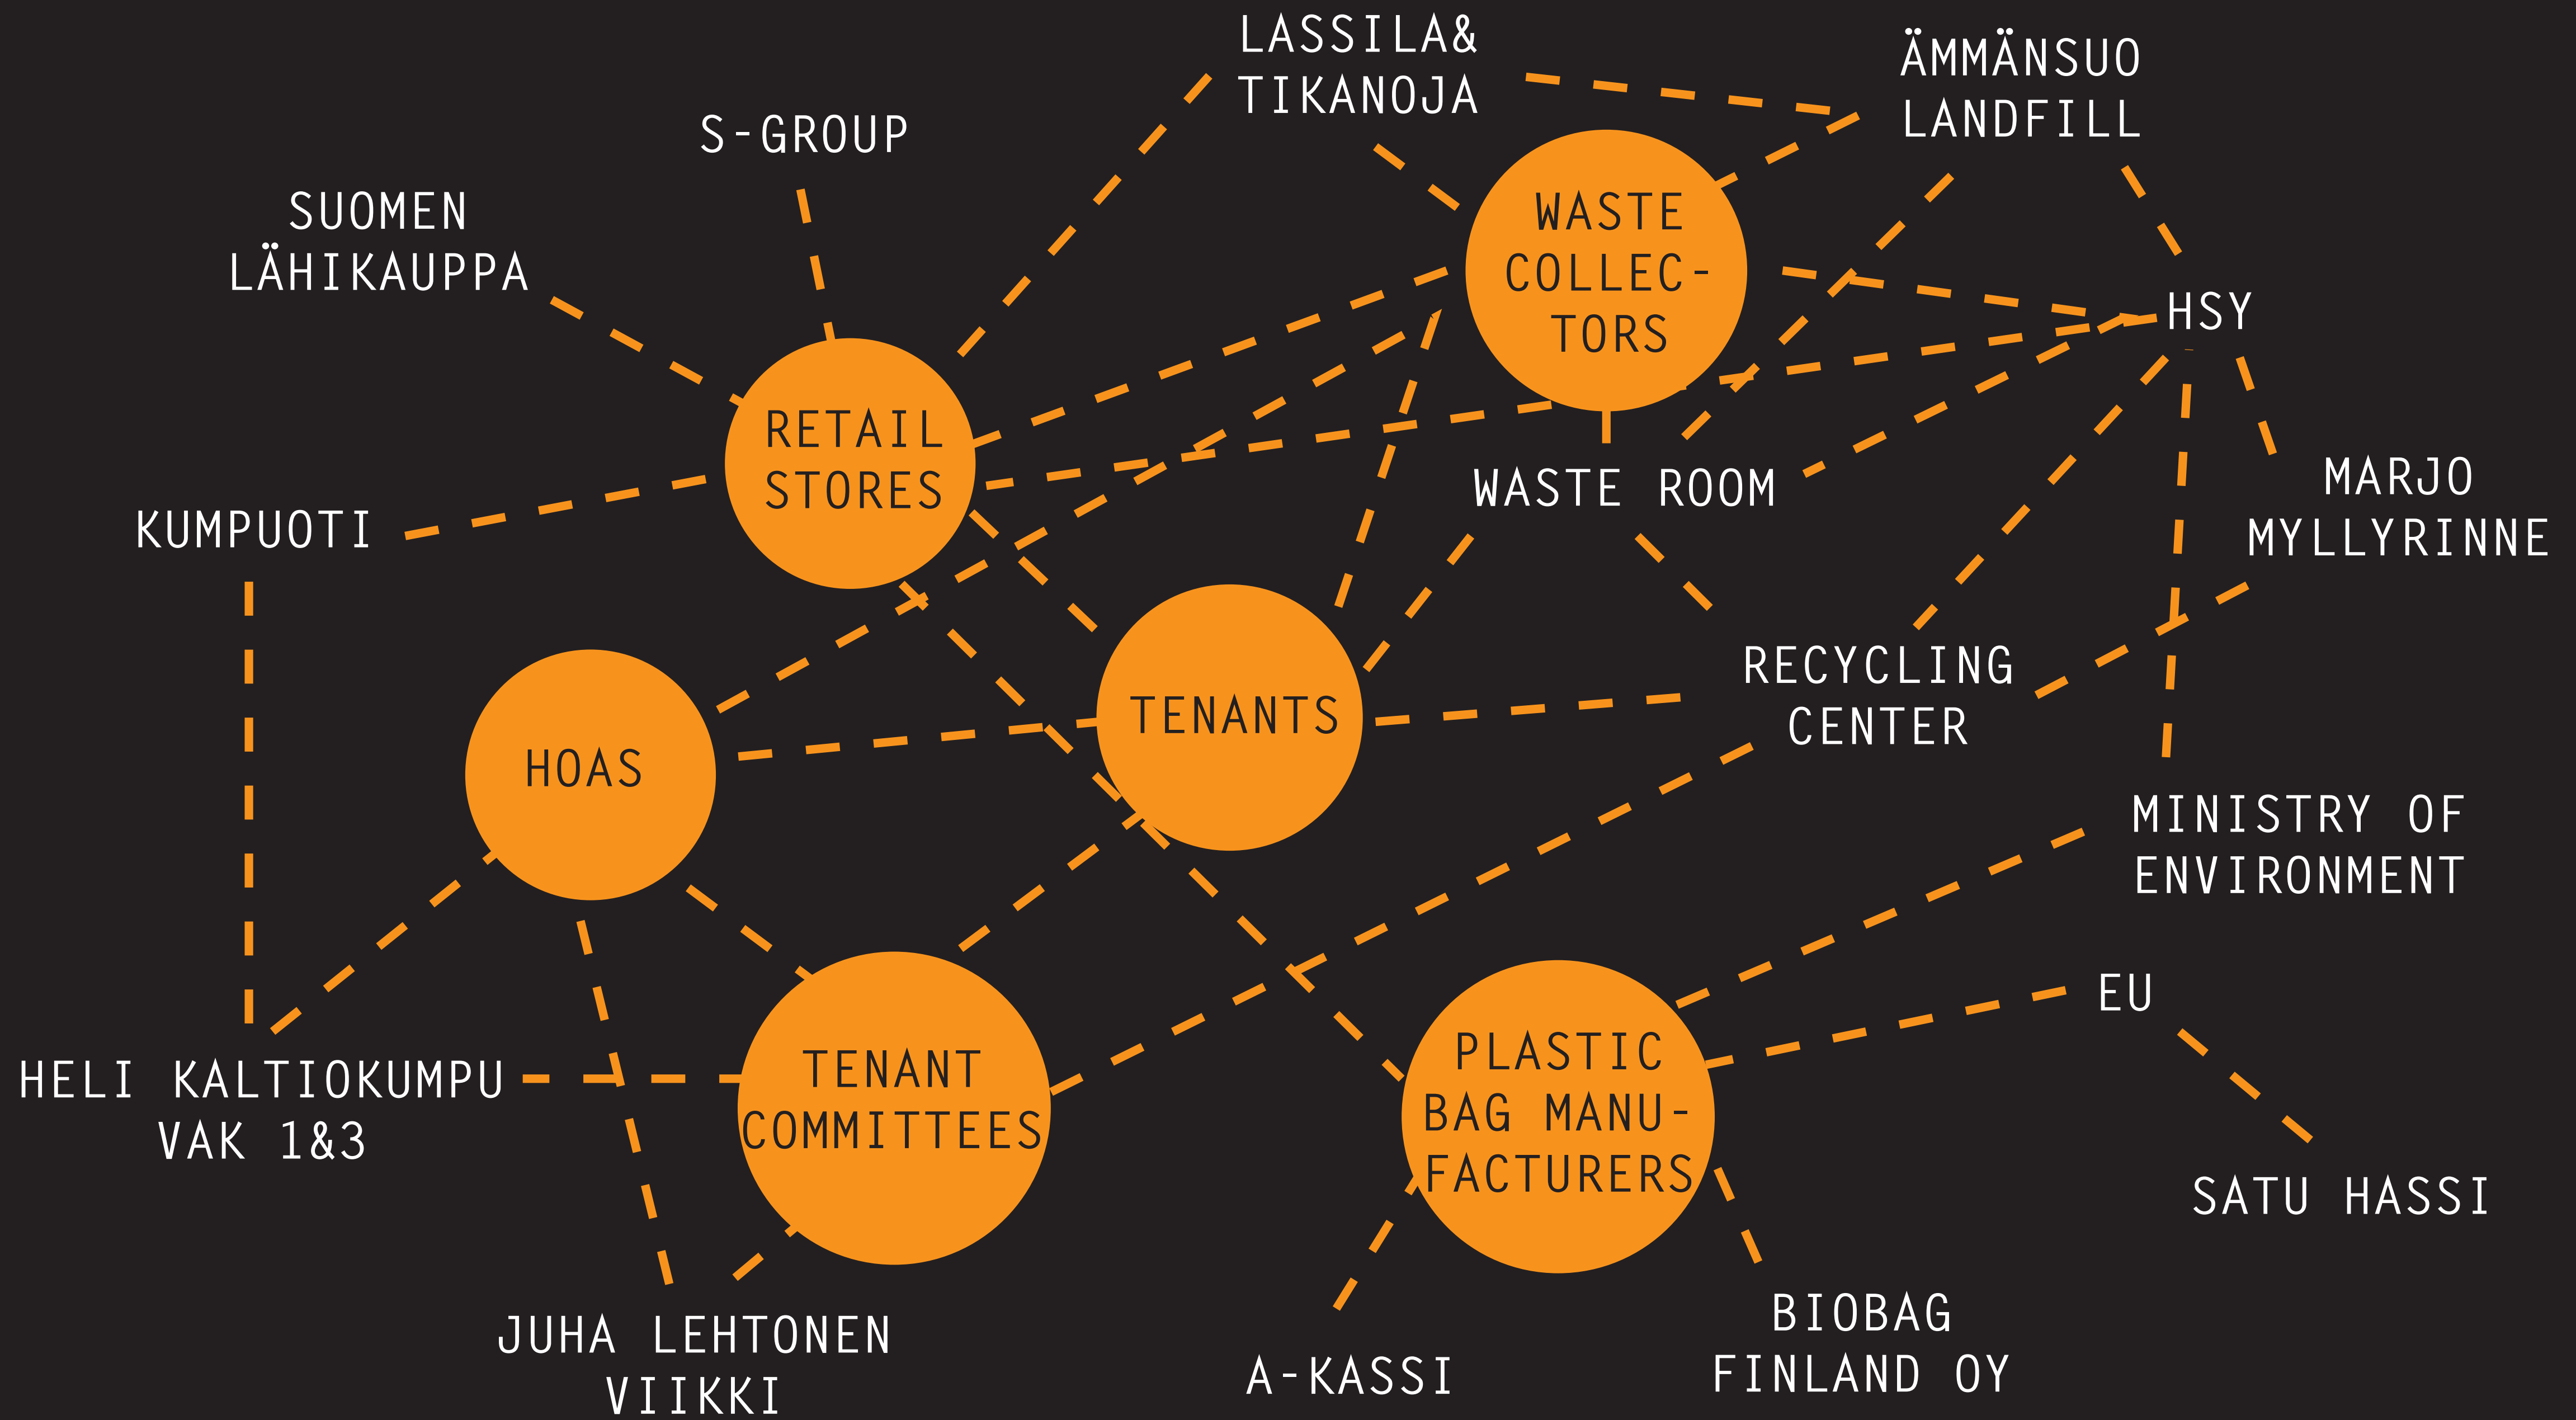 LASSILA&
TIKANOJA
ÄMMÄNSUO
LANDFILL
S-GROUP
SUOMEN
LÄHIKAUPPA
WASTE
COLLEC-
TORS
HSY
RETAIL
STORES
WASTE ROOM
MARJO
MYLLYRINNE
KUMPUOTI
RECYCLING
CENTER
TENANTS
HOAS
MINISTRY OF
ENVIRONMENT
EU
HELI KALTIOKUMPU
VAK 1&3
TENANT
COMMITTEES
PLASTIC
BAG MANU-
FACTURERS
SATU HASSI
JUHA LEHTONEN
VIIKKI
A-KASSI
BIOBAG
FINLAND OY